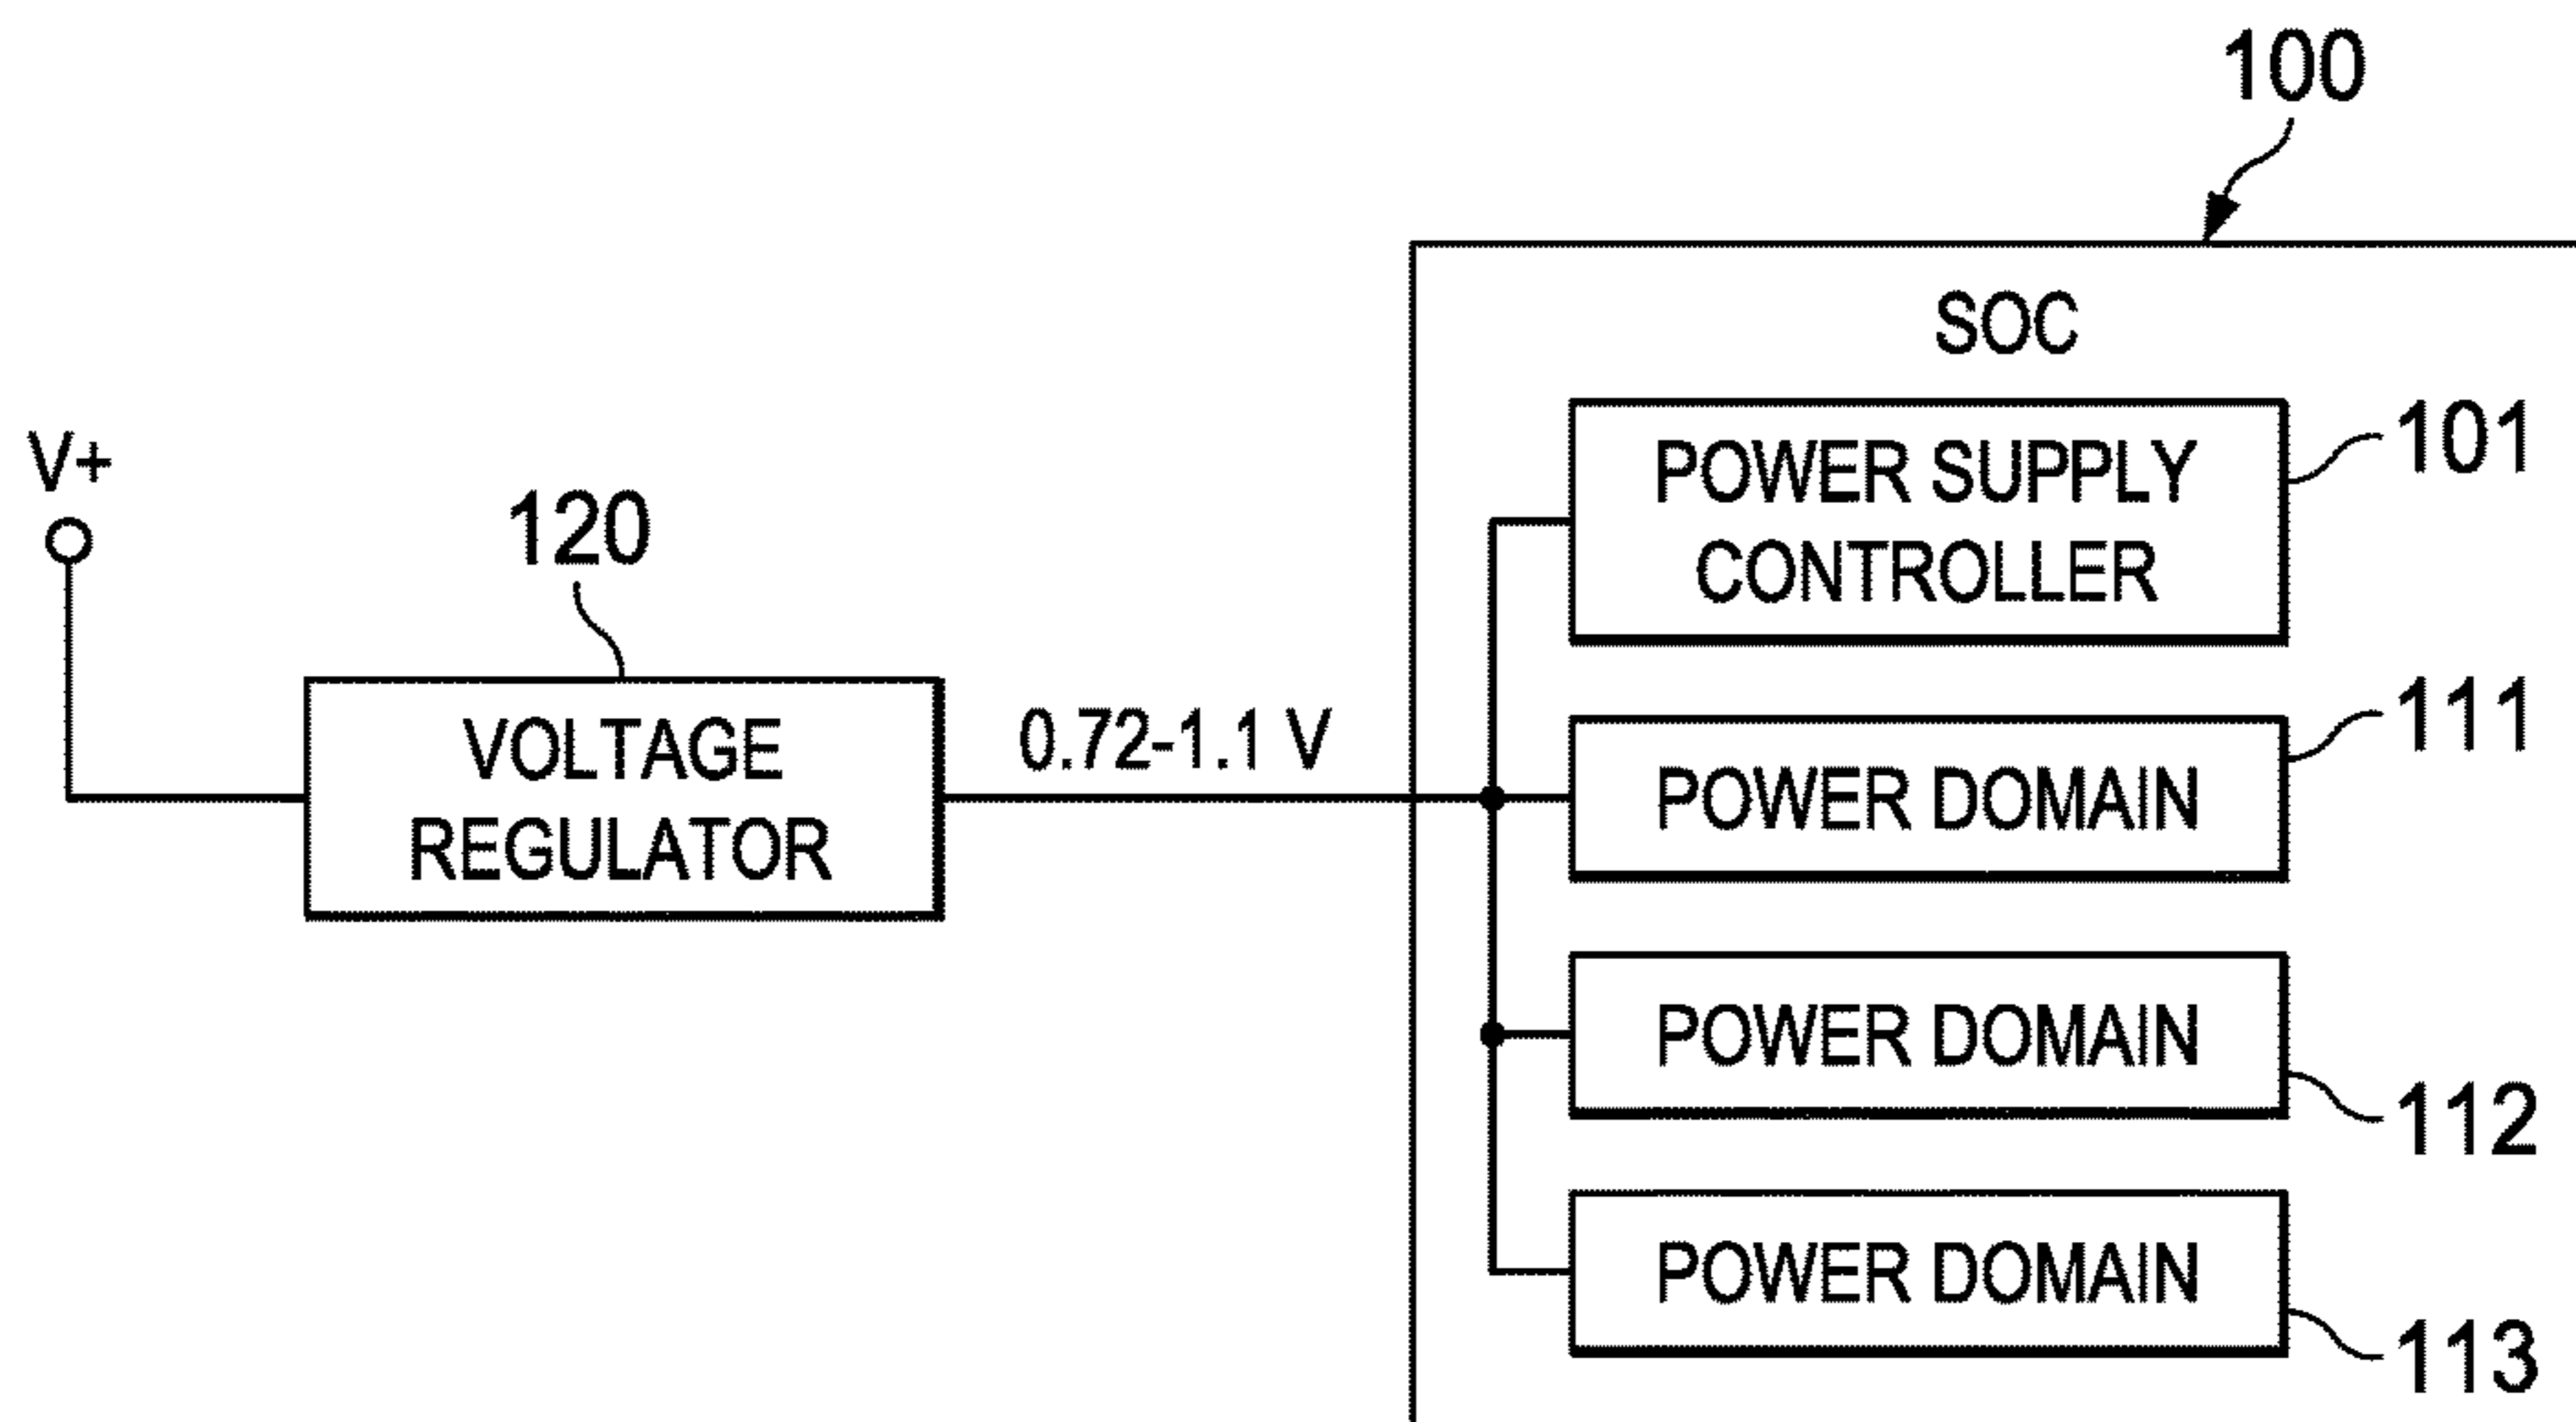 100
SOC
V+
120
VOLTAGE
REGULATOR
0.72-1.1 V
POWER SUPPLY
CONTROLLER
101
POWER DOMAIN
111
POWER DOMAIN
112
POWER DOMAIN
113